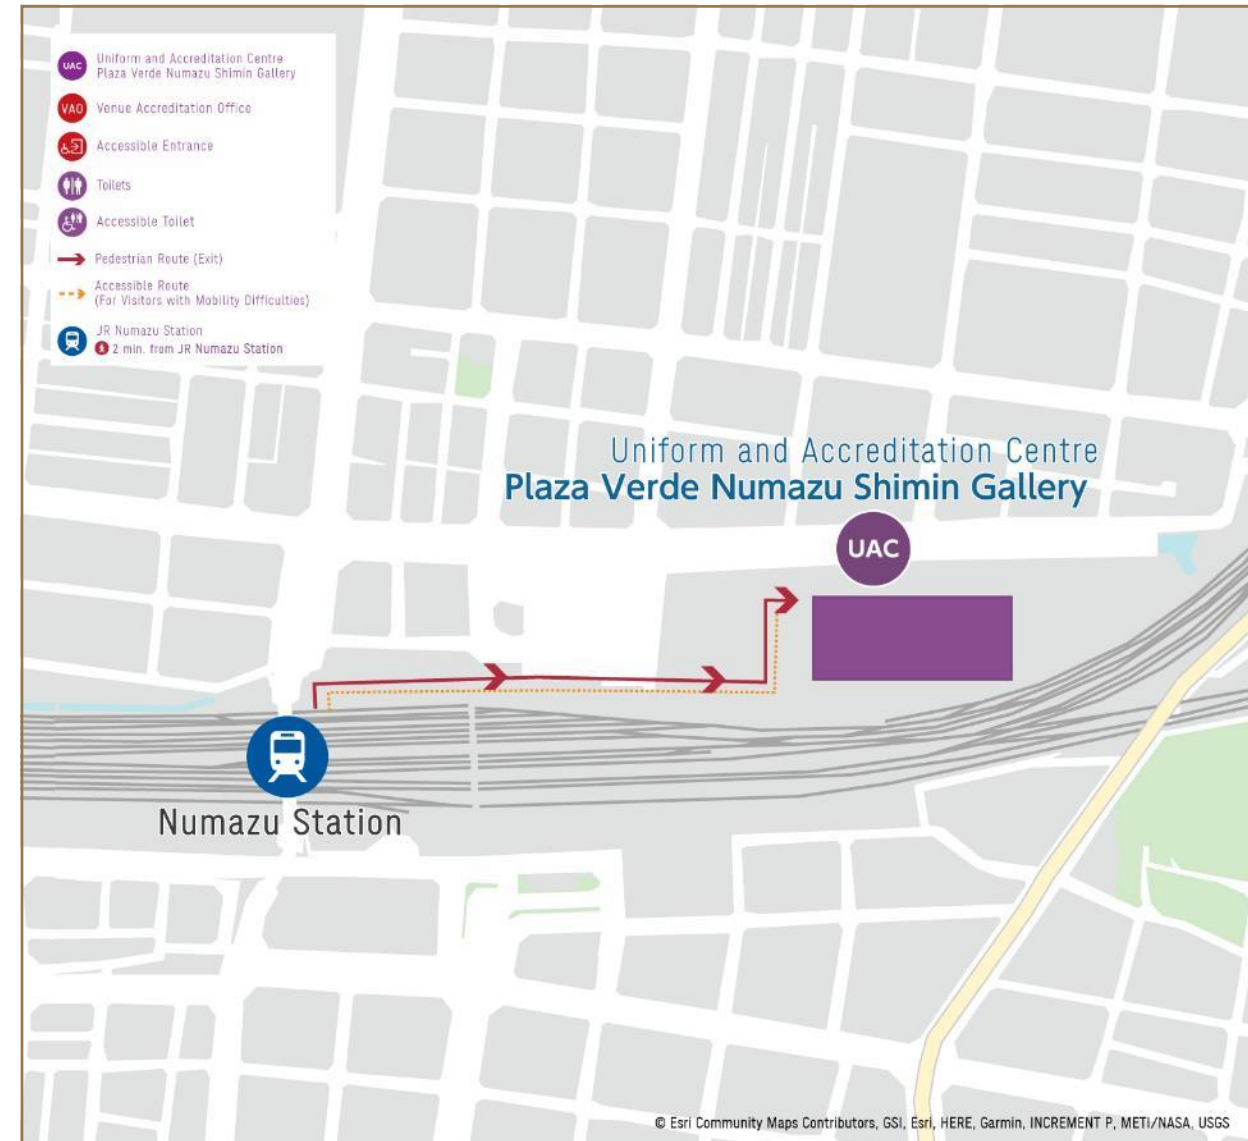 UAC
Uniform and Accreditation Centre
Plaza Verde Numazu Shimin Gallery
VAO
Venue Accreditation Office
Accessible Entrance
Toilets
Accessible Toilet
Pedestrian Route (Exit)
Accessible Route
(For Visitors with Mobility Difficulties)
JR Numazu Station
2 min. from JR Numazu Station
Uniform and Accreditation Centre
Plaza Verde Numazu Shimin Gallery
UAC
Numazu Station
© Esri Community Maps Contributors, GSI, Esri, HERE, Garmin, INCREMENT P, METI/NASA, USGS